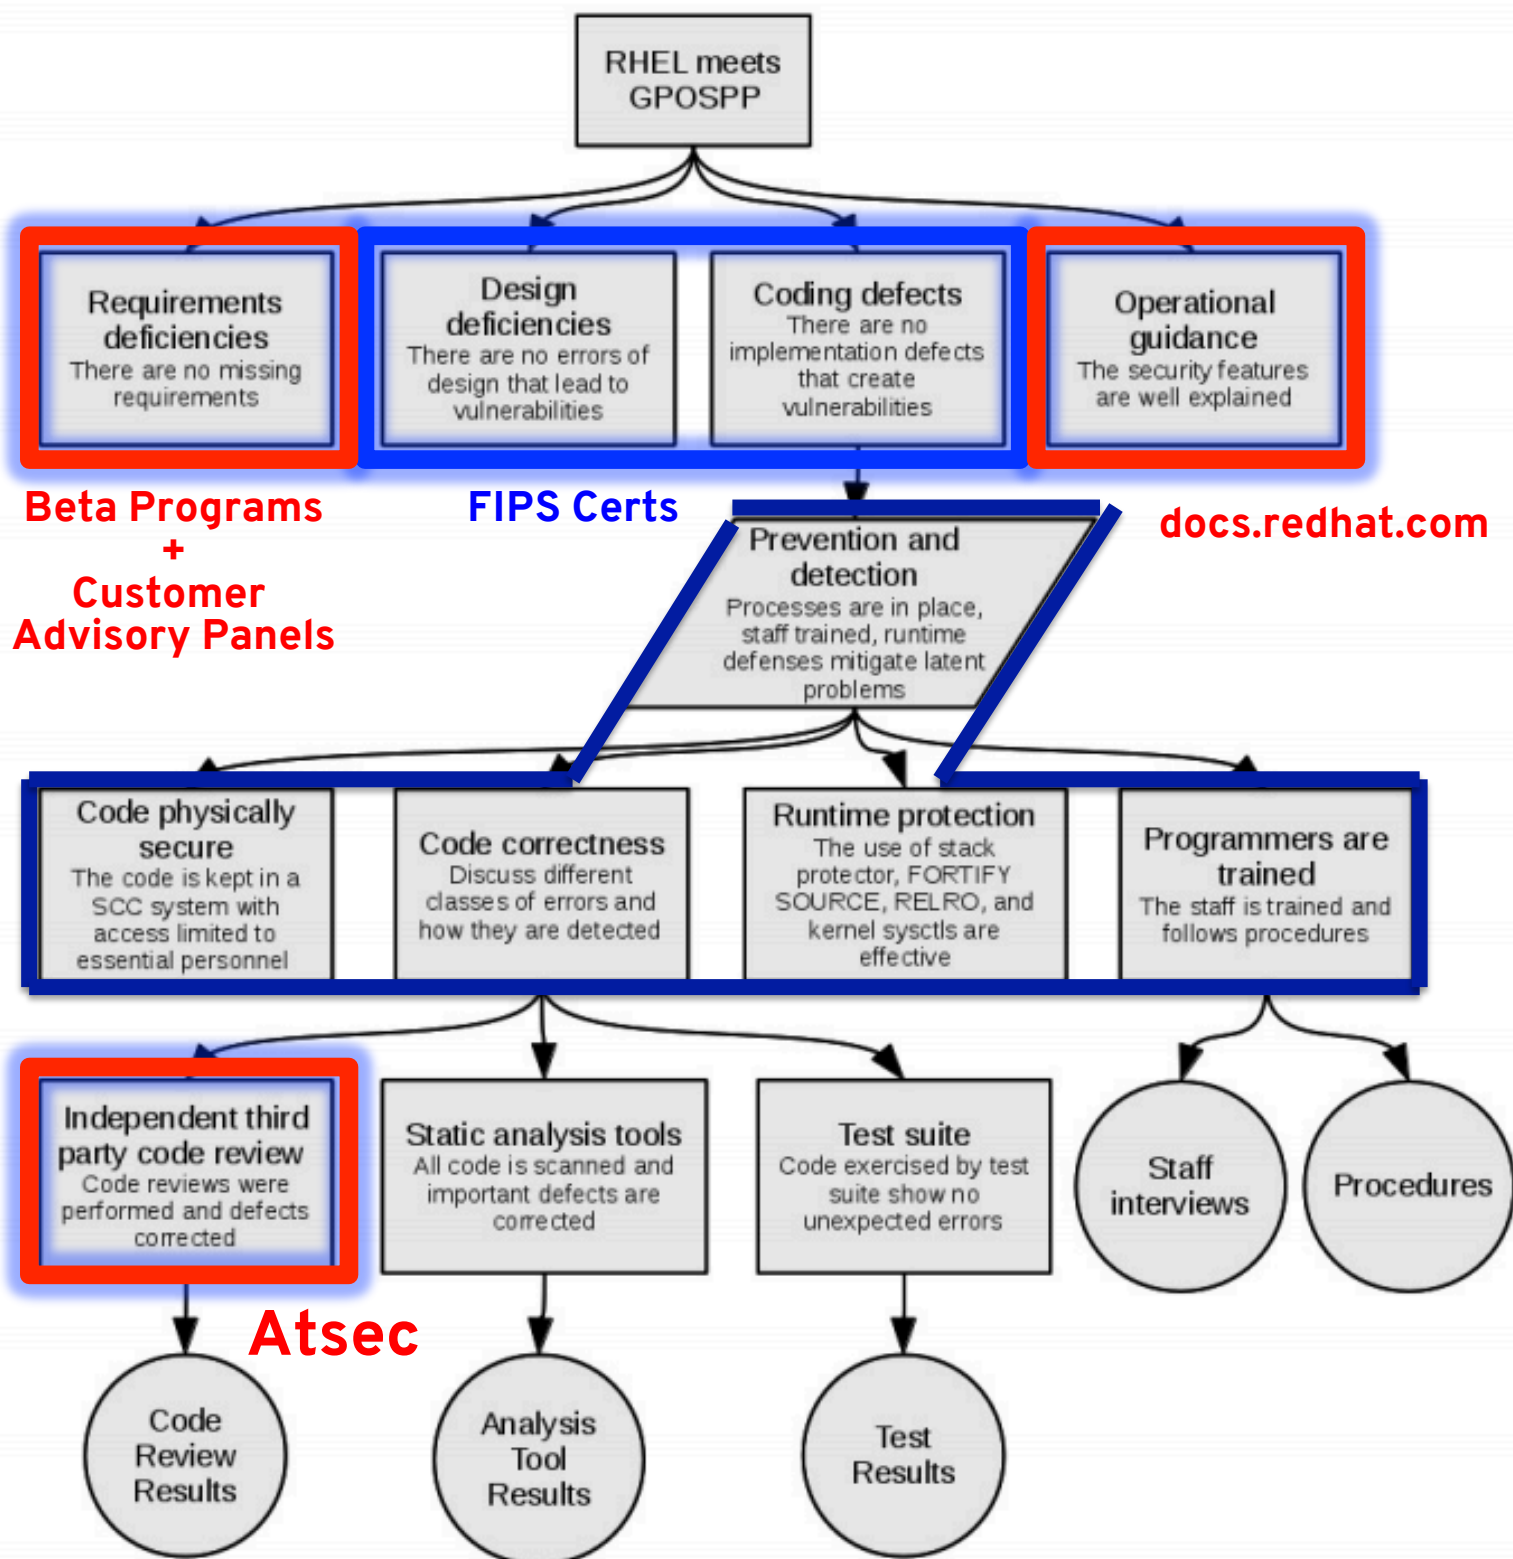 RHEL meets
GPOSPP
Requirements
deficiencies
There are no missing
requirements
Design
deficiencies
There are no errors of
design that lead to
vulnerabilities
Coding defects
There are no
implementation defects
that create
vulnerabilities
Operational
guidance
The security features
are well explained
Beta Programs
+
Customer
Advisory Panels
FIPS Certs
docs.redhat.com
Prevention and
detection
Processes are in place,
staff trained, runtime
defenses mitigate latent
problems
Code physically
secure
The code is kept in a
SCC system with
access limited to
essential personnel
Code correctness
Discuss different
classes of errors and
how they are detected
Runtime protection
The use of stack
protector, FORTIFY
SOURCE, RELRO, and
kernel sysctls are
effective
Programmers are
trained
The staff is trained and
follows procedures
Independent third
party code review
Code reviews were
performed and defects
corrected
Static analysis tools
All code is scanned and
important defects are
corrected
Test suite
Code exercised by test
suite show no
unexpected errors
Staff
interviews
Procedures
Atsec
Code
Review
Results
Analysis
Tool
Results
Test
Results